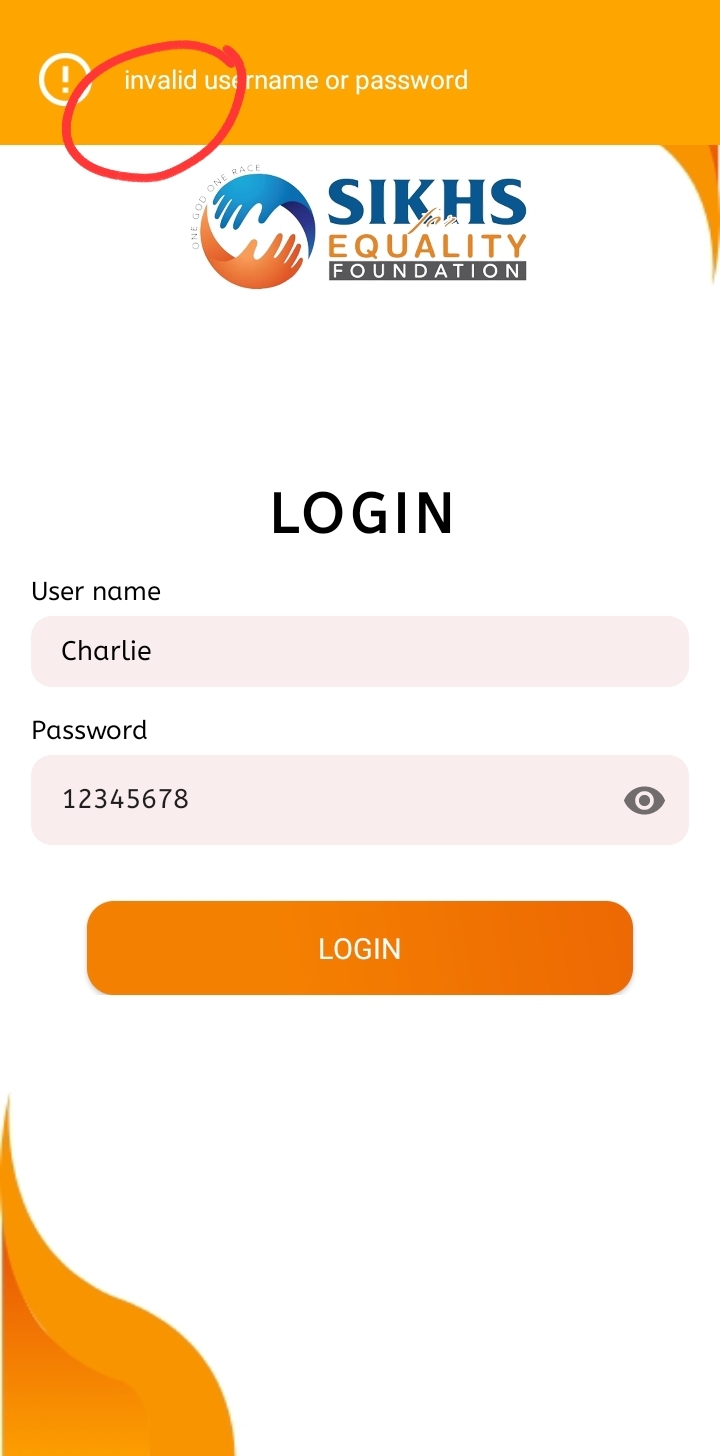 invalid username or password
ONE GOD ONE RACE
SIKHS
for
EQUALITY
FOUNDATION
LOGIN
User name
Charlie
Password
12345678
LOGIN